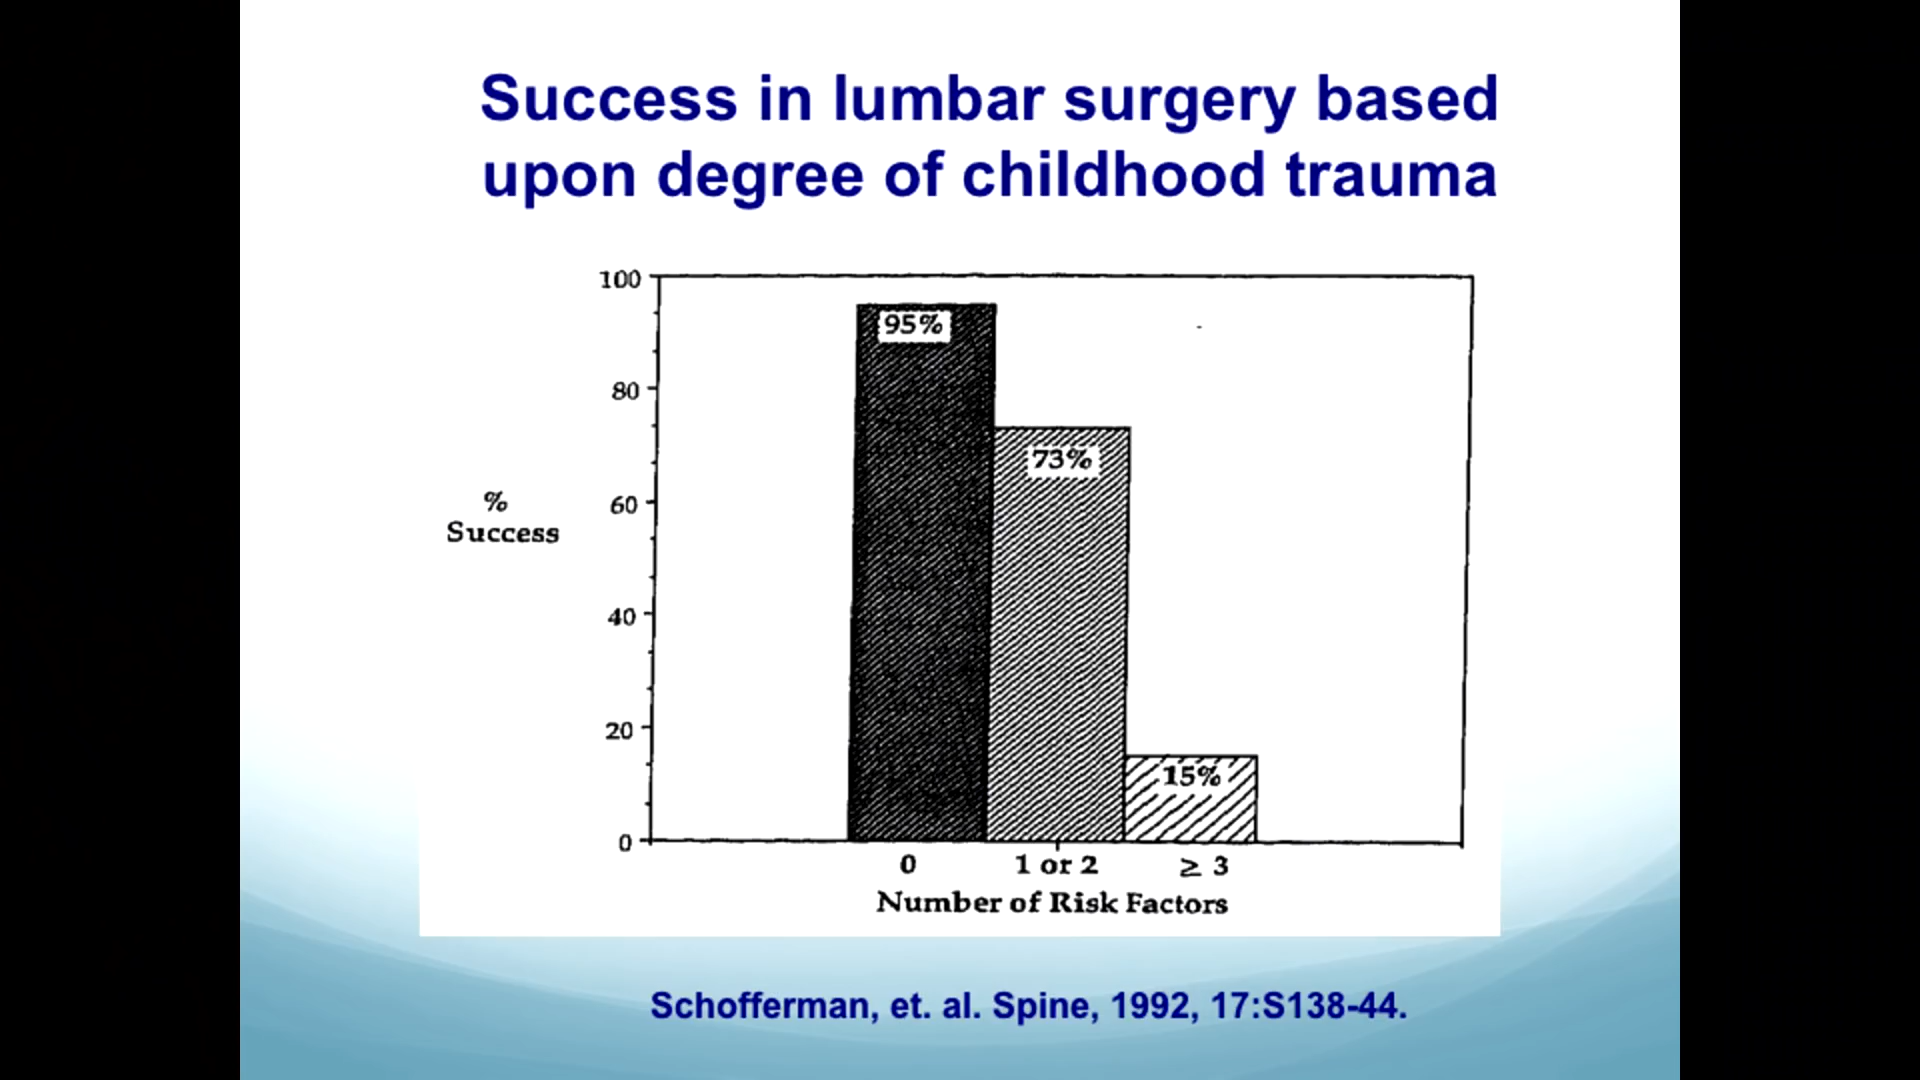 Success in lumbar surgery based
upon degree of childhood trauma
100
80
60
40
20
0
%
Success
95%
73%
15%
0 1 or 2 ≥ 3
Number of Risk Factors
Schofferman, et. al. Spine, 1992, 17:S138-44.